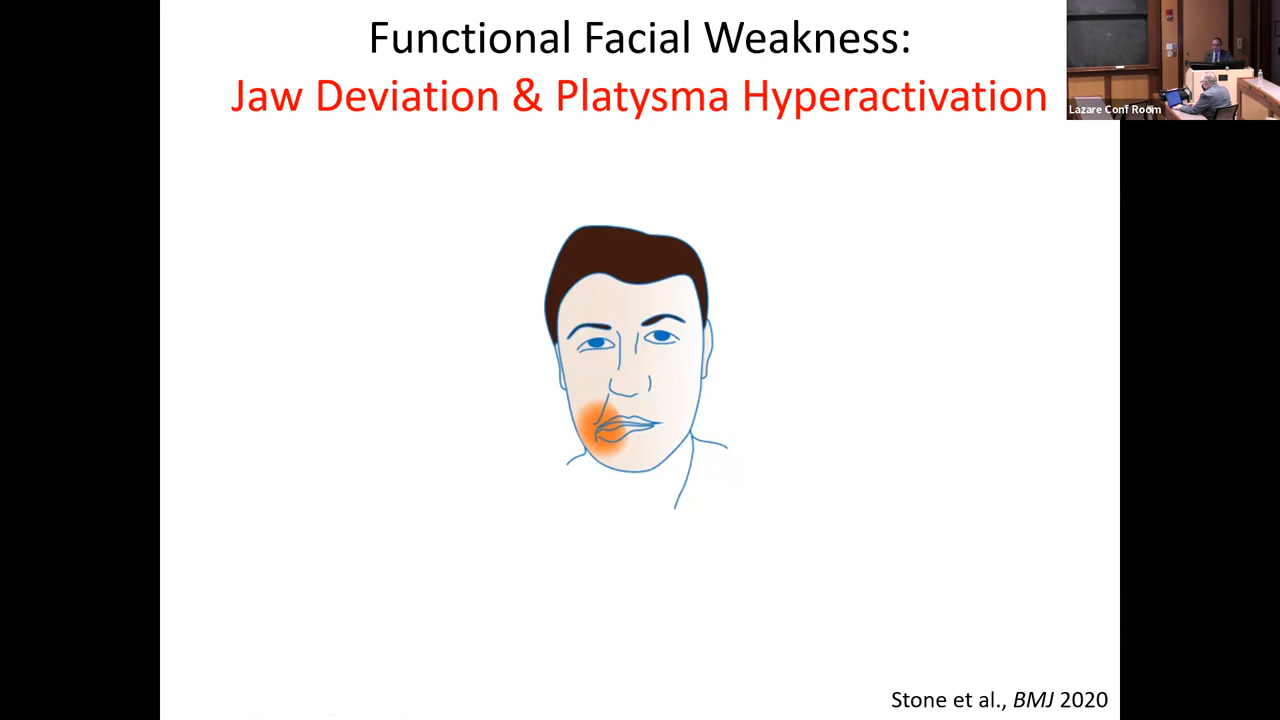 Functional Facial Weakness:
Jaw Deviation & Platysma Hyperactivation
Lazare Conf Room
Stone et al., BMJ 2020